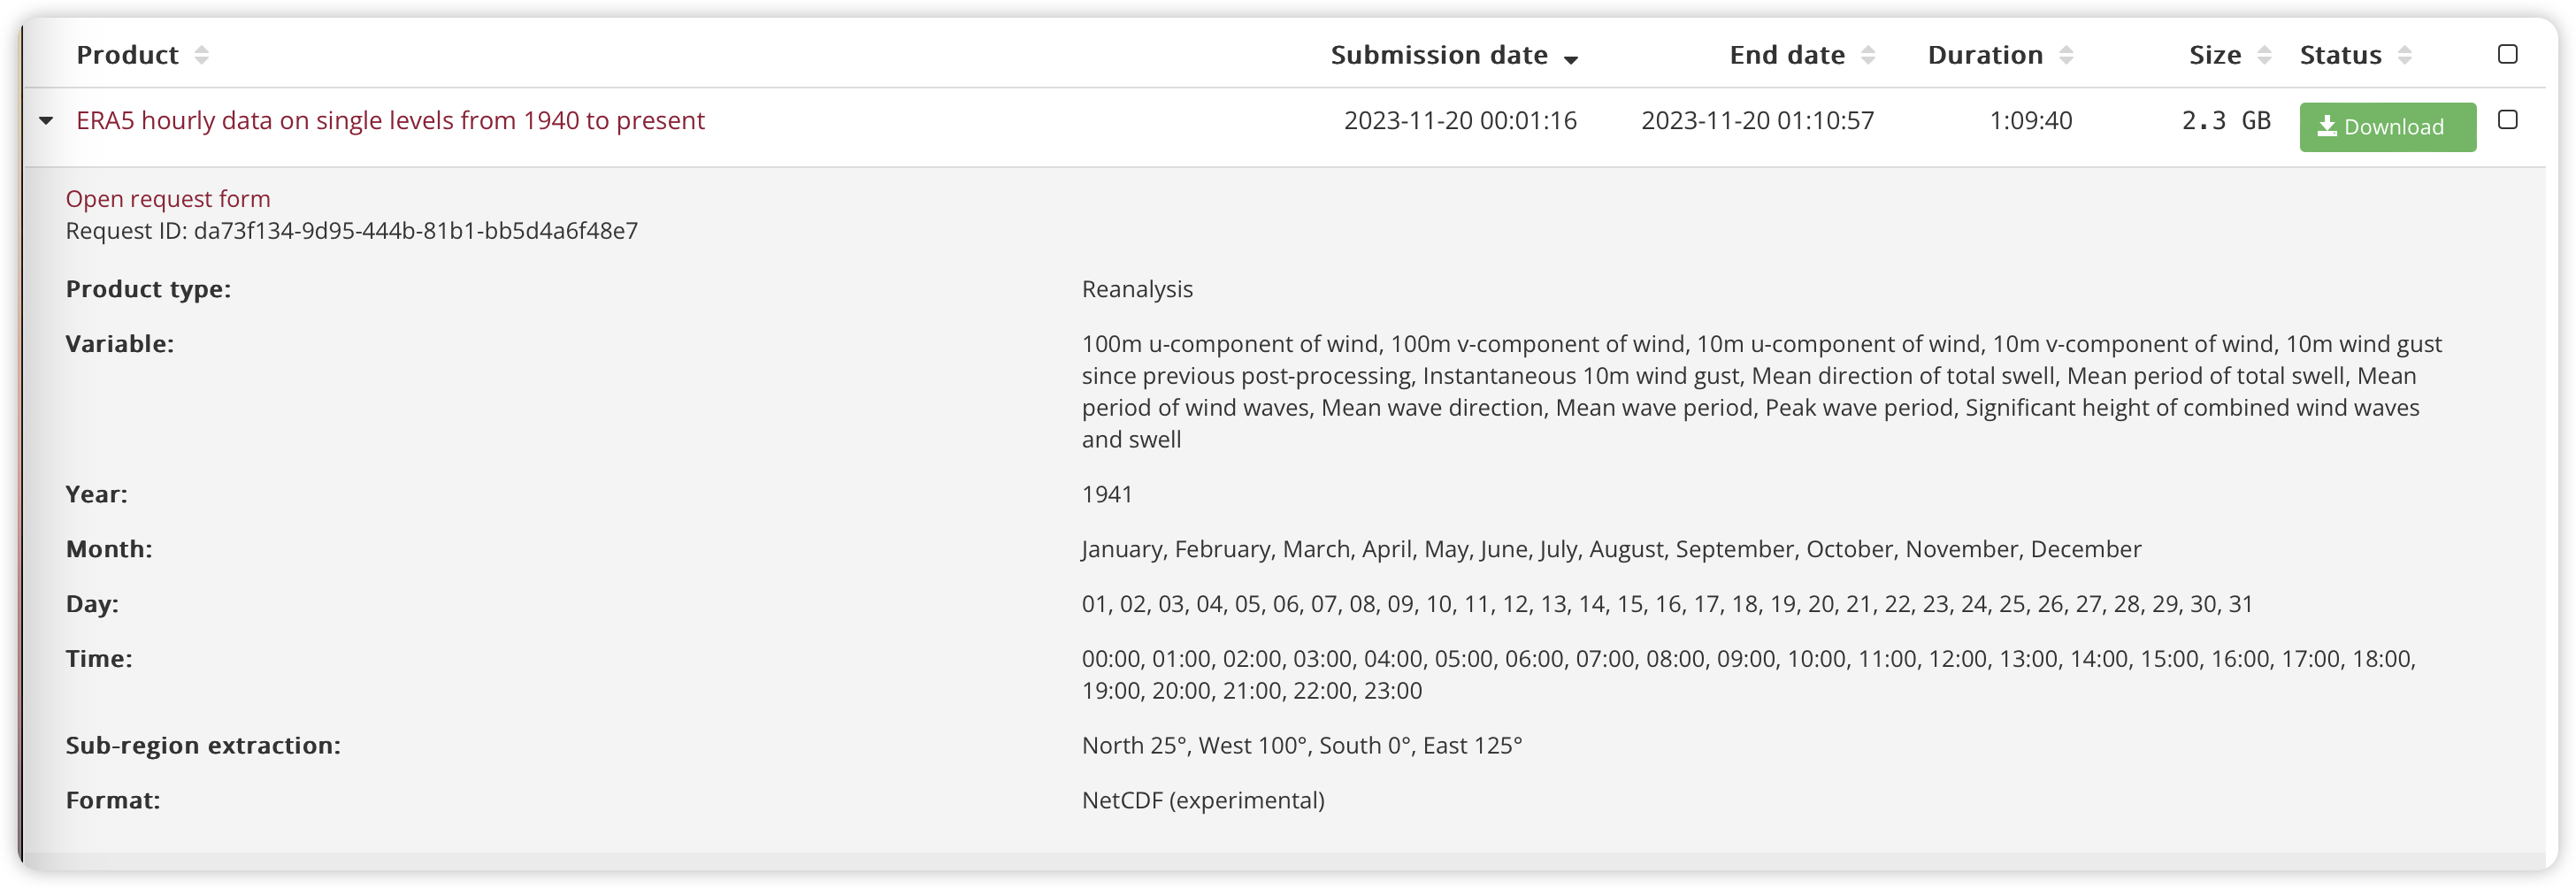 Product Submission date End date Duration Size Status
ERA5 hourly data on single levels from 1940 to present 2023-11-20 00:01:16 2023-11-20 01:10:57 1:09:40 2.3 GB Download
Open request form
Request ID: da73f134-9d95-444b-81b1-bb5d4a6f48e7
Product type: Reanalysis
Variable: 100m u-component of wind, 100m v-component of wind, 10m u-component of wind, 10m v-component of wind, 10m wind gust
since previous post-processing, Instantaneous 10m wind gust, Mean direction of total swell, Mean period of total swell, Mean
period of wind waves, Mean wave direction, Mean wave period, Peak wave period, Significant height of combined wind waves
and swell
Year: 1941
Month: January, February, March, April, May, June, July, August, September, October, November, December
Day: 01, 02, 03, 04, 05, 06, 07, 08, 09, 10, 11, 12, 13, 14, 15, 16, 17, 18, 19, 20, 21, 22, 23, 24, 25, 26, 27, 28, 29, 30, 31
Time: 00:00, 01:00, 02:00, 03:00, 04:00, 05:00, 06:00, 07:00, 08:00, 09:00, 10:00, 11:00, 12:00, 13:00, 14:00, 15:00, 16:00, 17:00, 18:00,
19:00, 20:00, 21:00, 22:00, 23:00
Sub-region extraction: North 25°, West 100°, South 0°, East 125°
Format: NetCDF (experimental)